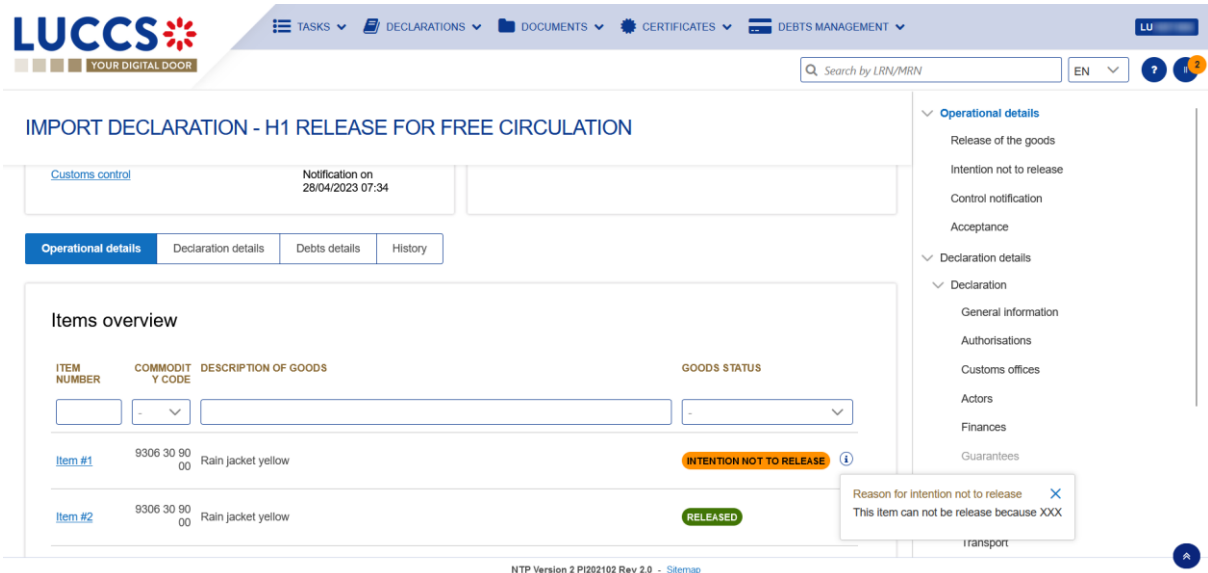 LUCCS
YOUR DIGITAL DOOR
TASKS
DECLARATIONS
DOCUMENTS
CERTIFICATES
DEBTS MANAGEMENT
LU
Search by LRN/MRN
EN
?
2
IMPORT DECLARATION - H1 RELEASE FOR FREE CIRCULATION
Customs control
Notification on
28/04/2023 07:34
Operational details
Declaration details
Debts details
History
Items overview
ITEM
NUMBER
COMMODIT
Y CODE
DESCRIPTION OF GOODS
GOODS STATUS
-
-
Item #1
9306 30 90
00
Rain jacket yellow
INTENTION NOT TO RELEASE
i
Item #2
9306 30 90
00
Rain jacket yellow
RELEASED
Operational details
Release of the goods
Intention not to release
Control notification
Acceptance
Declaration details
Declaration
General information
Authorisations
Customs offices
Actors
Finances
Guarantees
Reason for intention not to release
This item can not be release because XXX
Transport
NTP Version 2 PI202102 Rev 2.0 - Sitemap